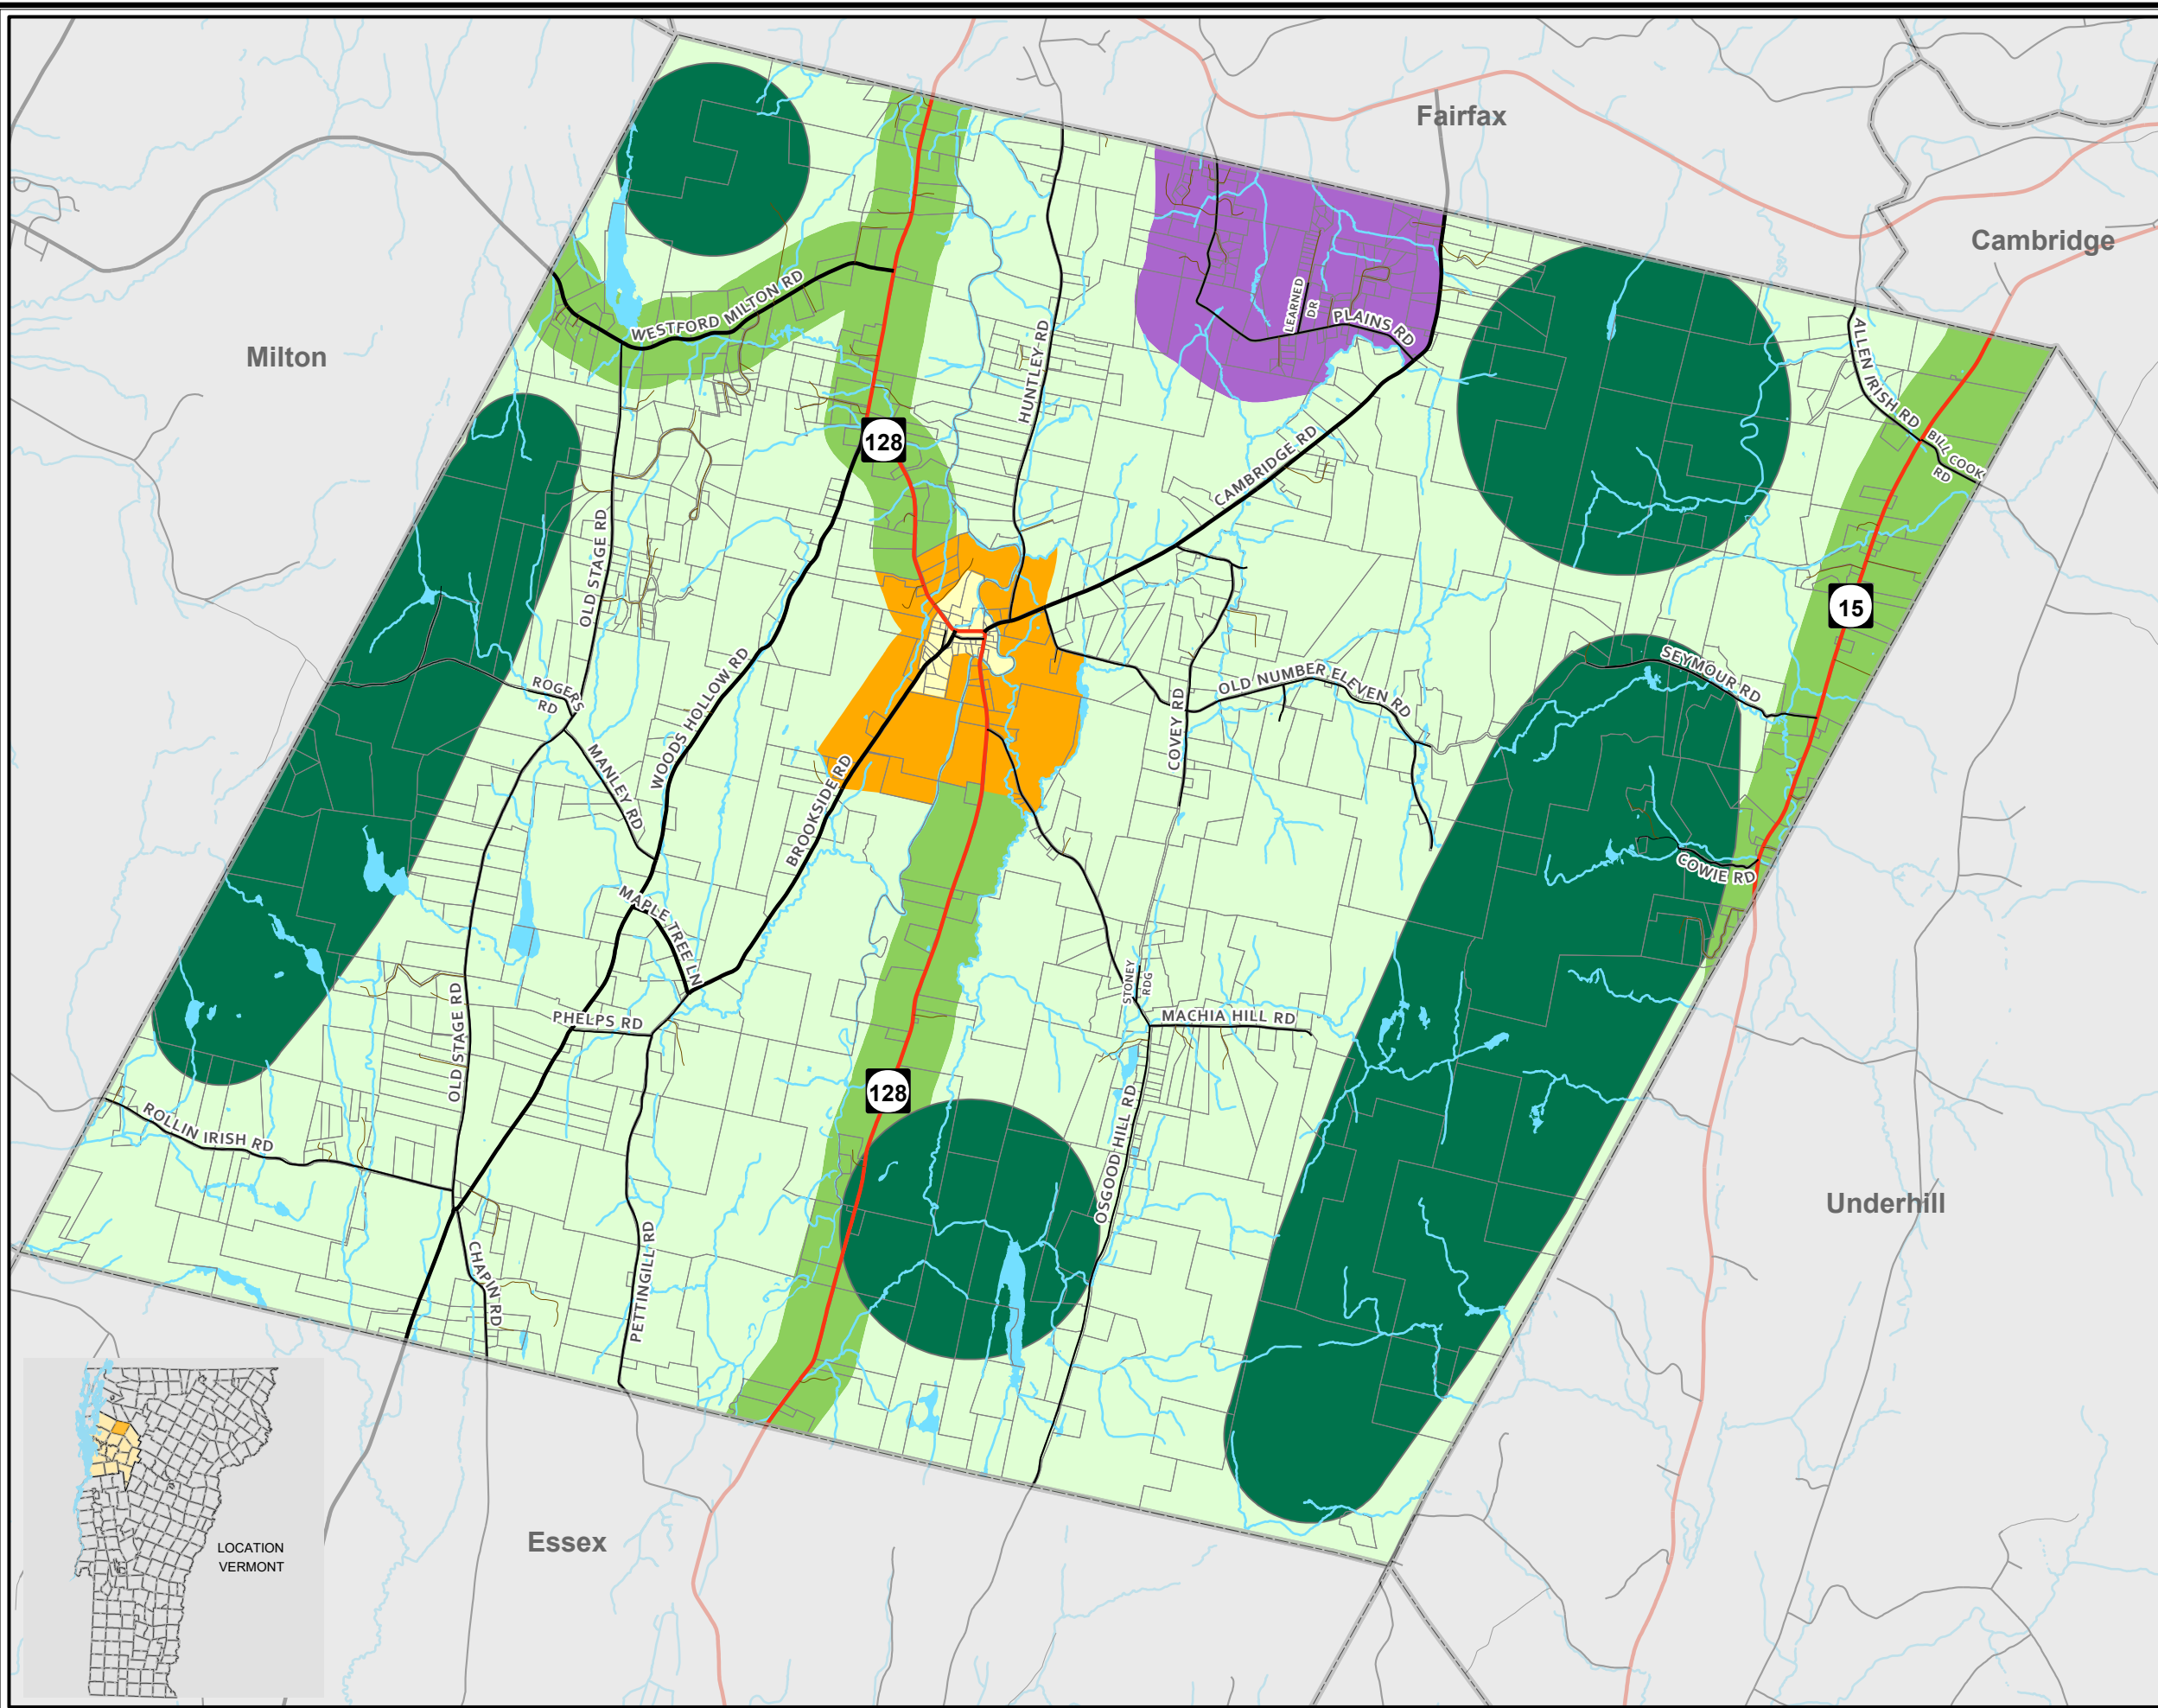 Fairfax
Cambridge
Milton
Underhill
Essex
WESTFORD MILTON RD
HUNTLEY RD
LEARNED
DR
PLAINS RD
ALLEN IRISH RD
BILL COOK
RD
128
CAMBRIDGE RD
OLD STAGE RD
15
SEYMOUR RD
ROGERS
RD
WOODS HOLLOW RD
OLD NUMBER ELEVEN RD
COVEY RD
MANLEY RD
BROOKSIDE RD
COWIE RD
MAPLE TREE LN
STONEY
RDG
PHELPS RD
MACHIA HILL RD
OLD STAGE RD
128
ROLLIN IRISH RD
OSGOOD HILL RD
CHAPIN RD
PETTINGILL RD
LOCATION
VERMONT